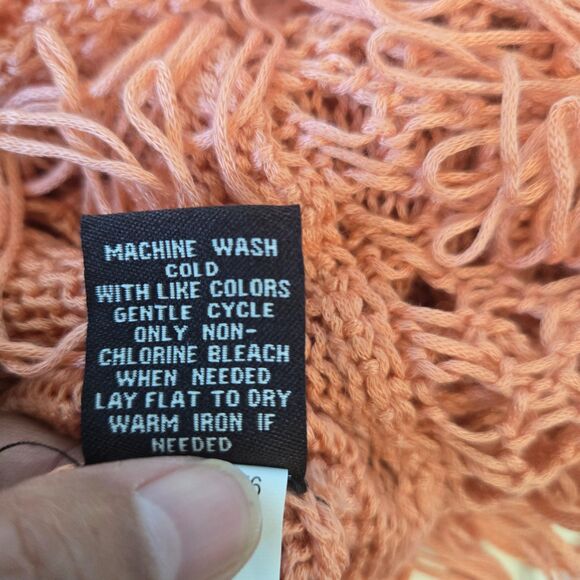 MACHINE WASH
COLD
WITH LIKE COLORS
GENTLE CYCLE
ONLY NON-
CHLORINE BLEACH
WHEN NEEDED
LAY FLAT TO DRY
WARM IRON IF
NEEDED